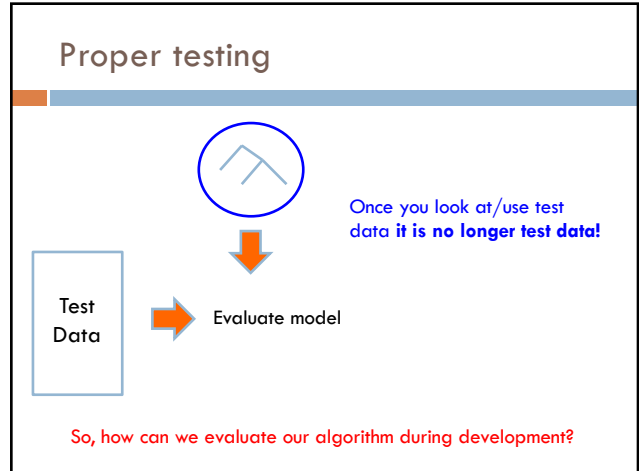 Proper testing
Once you look at/use test
data it is no longer test data!
Test
Data
Evaluate model
So, how can we evaluate our algorithm during development?